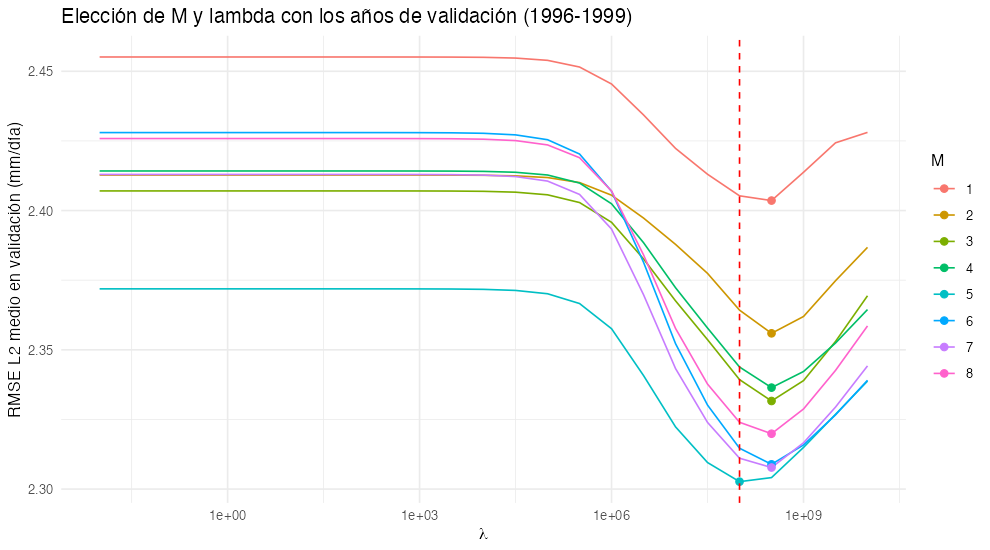 Elección de M y lambda con los años de validación (1996-1999)
RMSE L2 medio en validación (mm/día)
2.45
2.40
2.35
2.30
1e+00 1e+03 1e+06 1e+09
λ
M
1
2
3
4
5
6
7
8